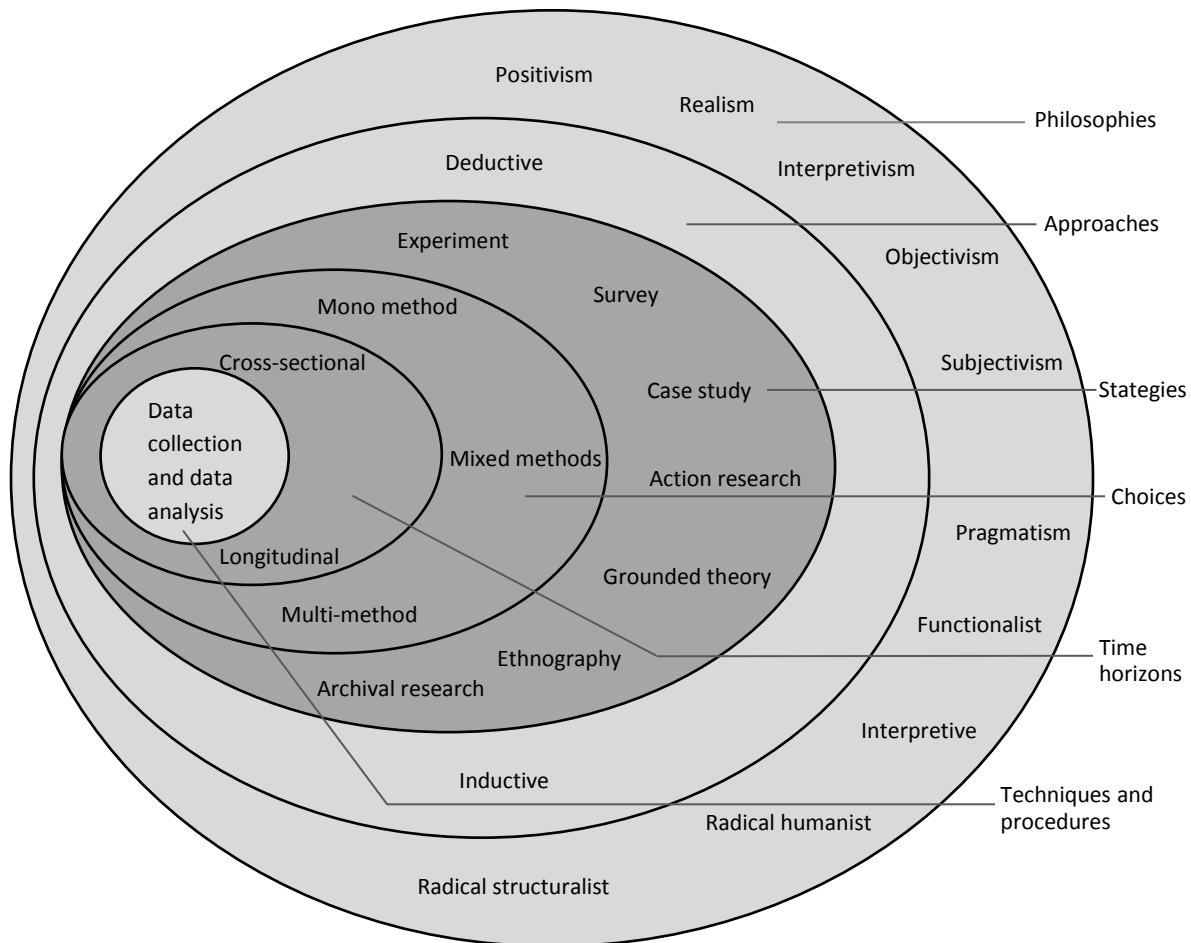 Positivism
Realism
Philosophies
Deductive
Interpretivism
Approaches
Experiment
Objectivism
Survey
Mono method
Cross-sectional
Subjectivism
Case study
Stategies
Data
collection
and data
analysis
Mixed methods
Action research
Choices
Pragmatism
Longitudinal
Grounded theory
Multi-method
Functionalist
Ethnography
Time
horizons
Archival research
Interpretive
Inductive
Techniques and
procedures
Radical humanist
Radical structuralist